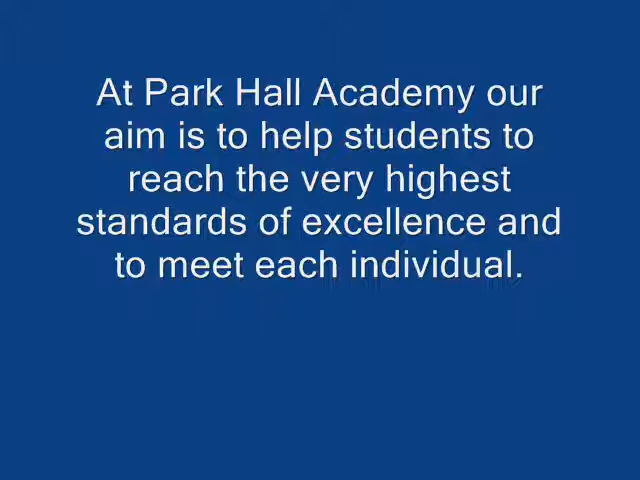 At Park Hall Academy our
aim is to help students to
reach the very highest
standards of excellence and
to meet each individual.